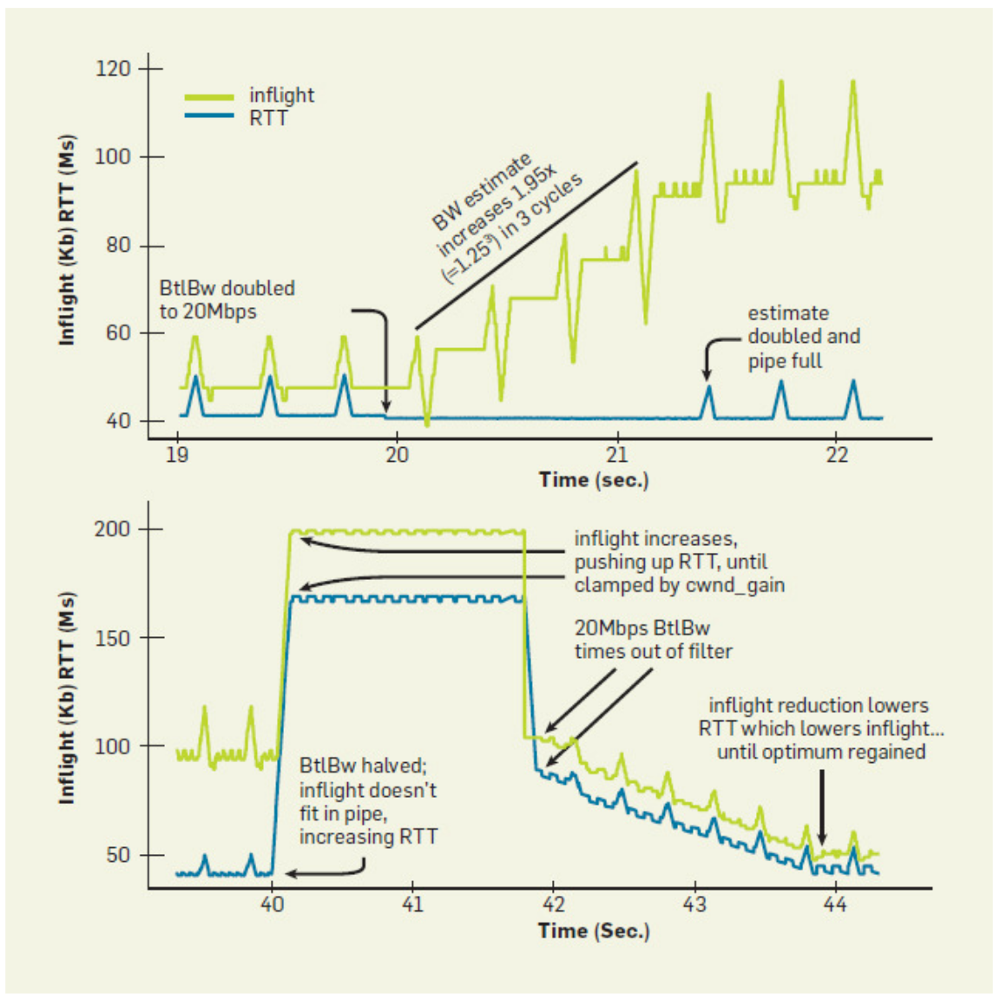 120
100
80
60
40
Inflight (Kb) RTT (Ms)
inflight
RTT
BW estimate
increases 1.95x
(=1.25³) in 3 cycles
BtlBw doubled
to 20Mbps
estimate
doubled and
pipe full
19
20
21
22
Time (sec.)
200
150
100
50
Inflight (Kb) RTT (Ms)
inflight increases,
pushing up RTT, until
clamped by cwnd_gain
20Mbps BtlBw
times out of filter
inflight reduction lowers
RTT which lowers inflight...
until optimum regained
BtlBw halved;
inflight doesn't
fit in pipe,
increasing RTT
40
41
42
43
44
Time (Sec.)